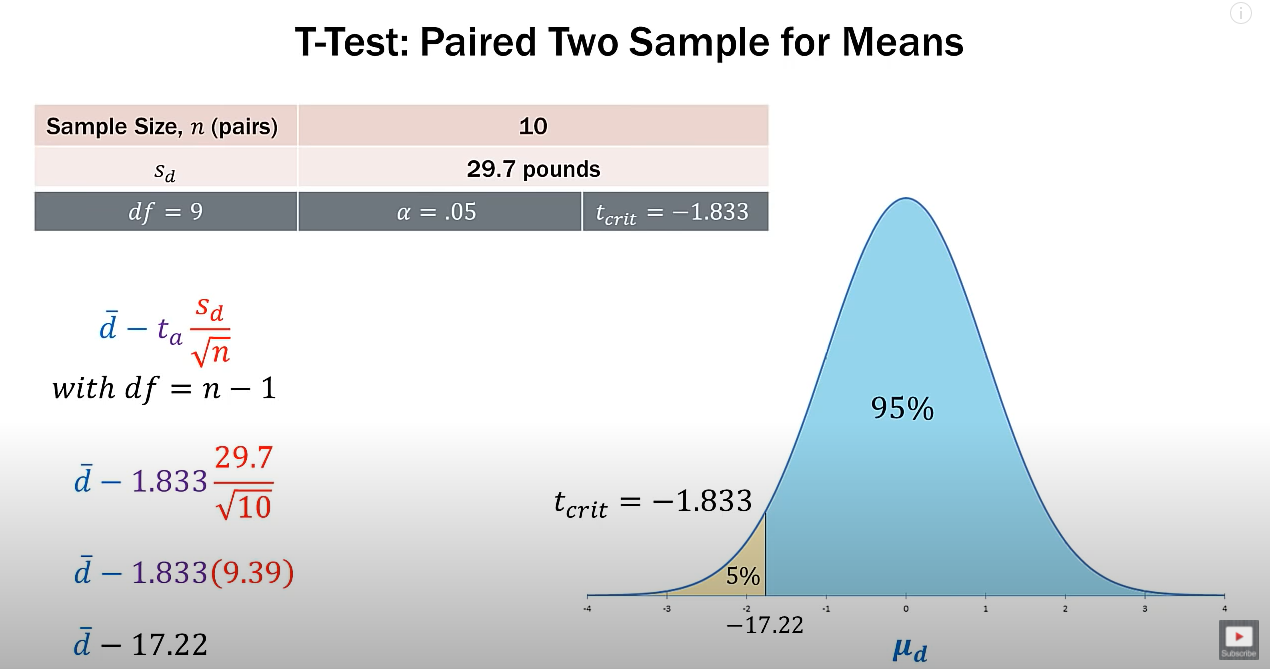 T-Test: Paired Two Sample for Means
Sample Size, n (pairs) 10
s_d 29.7 pounds
df = 9 α = .05 t_crit = −1.833
d̄ − t_a s_d/√n
with df = n − 1
d̄ − 1.833 29.7/√10
d̄ − 1.833(9.39)
d̄ − 17.22
95%
t_crit = −1.833
5%
-4 -3 -2 -1 0 1 2 3 4
−17.22
μ_d
Subscribe
i